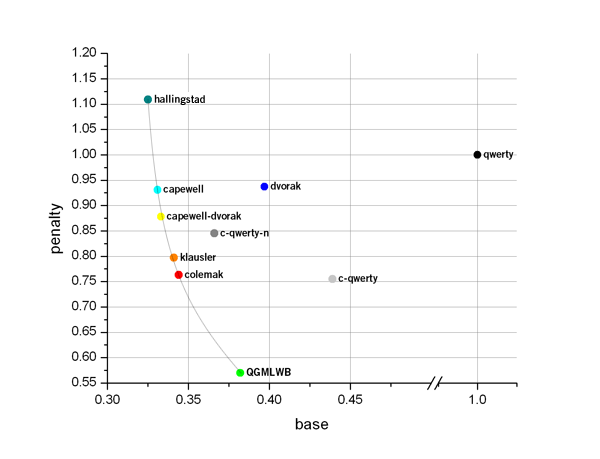 1.20
1.15
1.10
hallingstad
1.05
1.00
qwerty
0.95
capewell
dvorak
0.90
capewell-dvorak
0.85
c-qwerty-n
0.80
klausler
colemak
0.75
c-qwerty
0.70
0.65
0.60
QGMLWB
0.55
penalty
0.30 0.35 0.40 0.45 1.0
base